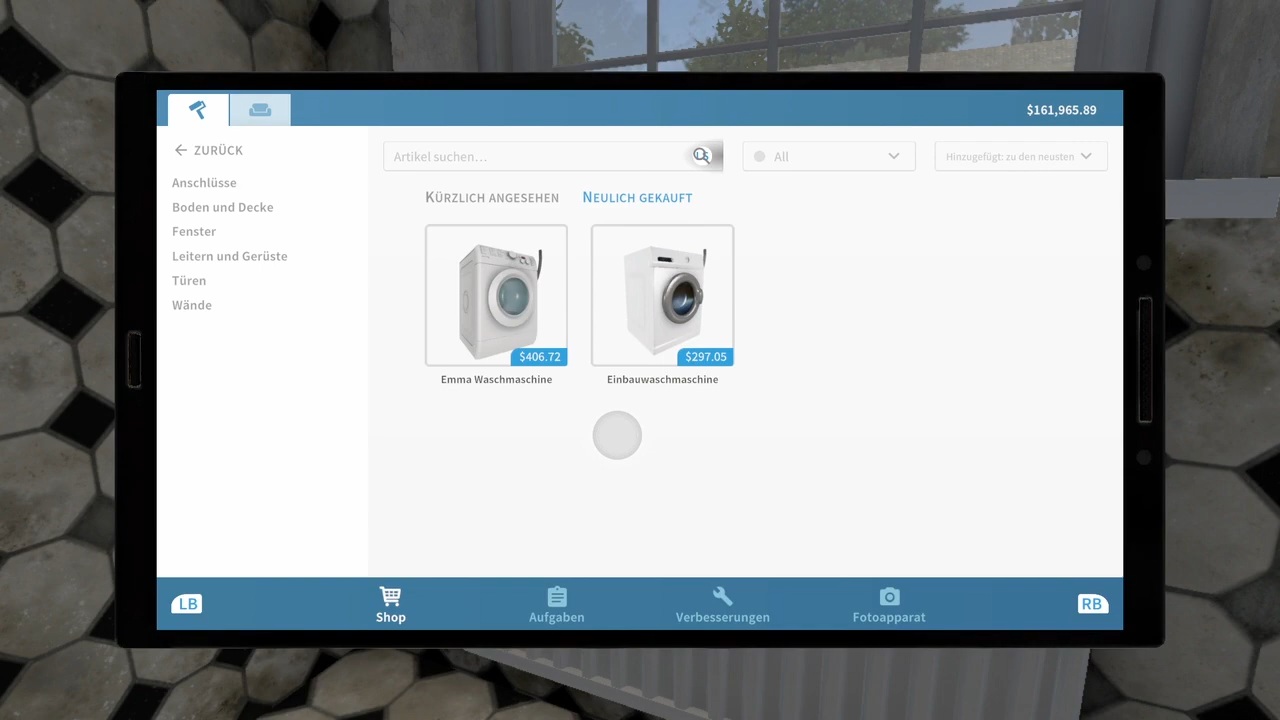 $161,965.89
ZURÜCK
Anschlüsse
Boden und Decke
Fenster
Leitern und Gerüste
Türen
Wände
Artikel suchen...
LS
All
Hinzugefügt: zu den neusten
KÜRZLICH ANGESEHEN
NEULICH GEKAUFT
$406.72
$297.05
Emma Waschmaschine
Einbauwaschmaschine
LB
Shop
Aufgaben
Verbesserungen
Fotoapparat
RB